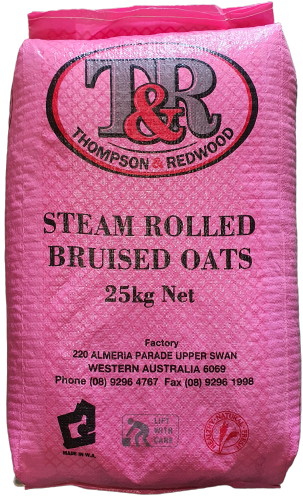 T&R
THOMPSON & REDWOOD
STEAM ROLLED
BRUISED OATS
25kg Net
Factory
220 ALMERIA PARADE UPPER SWAN
WESTERN AUSTRALIA 6069
Phone (08) 9296 4767 Fax (08) 9296 1998
MADE IN W.A.
LIFT
WITH
CARE